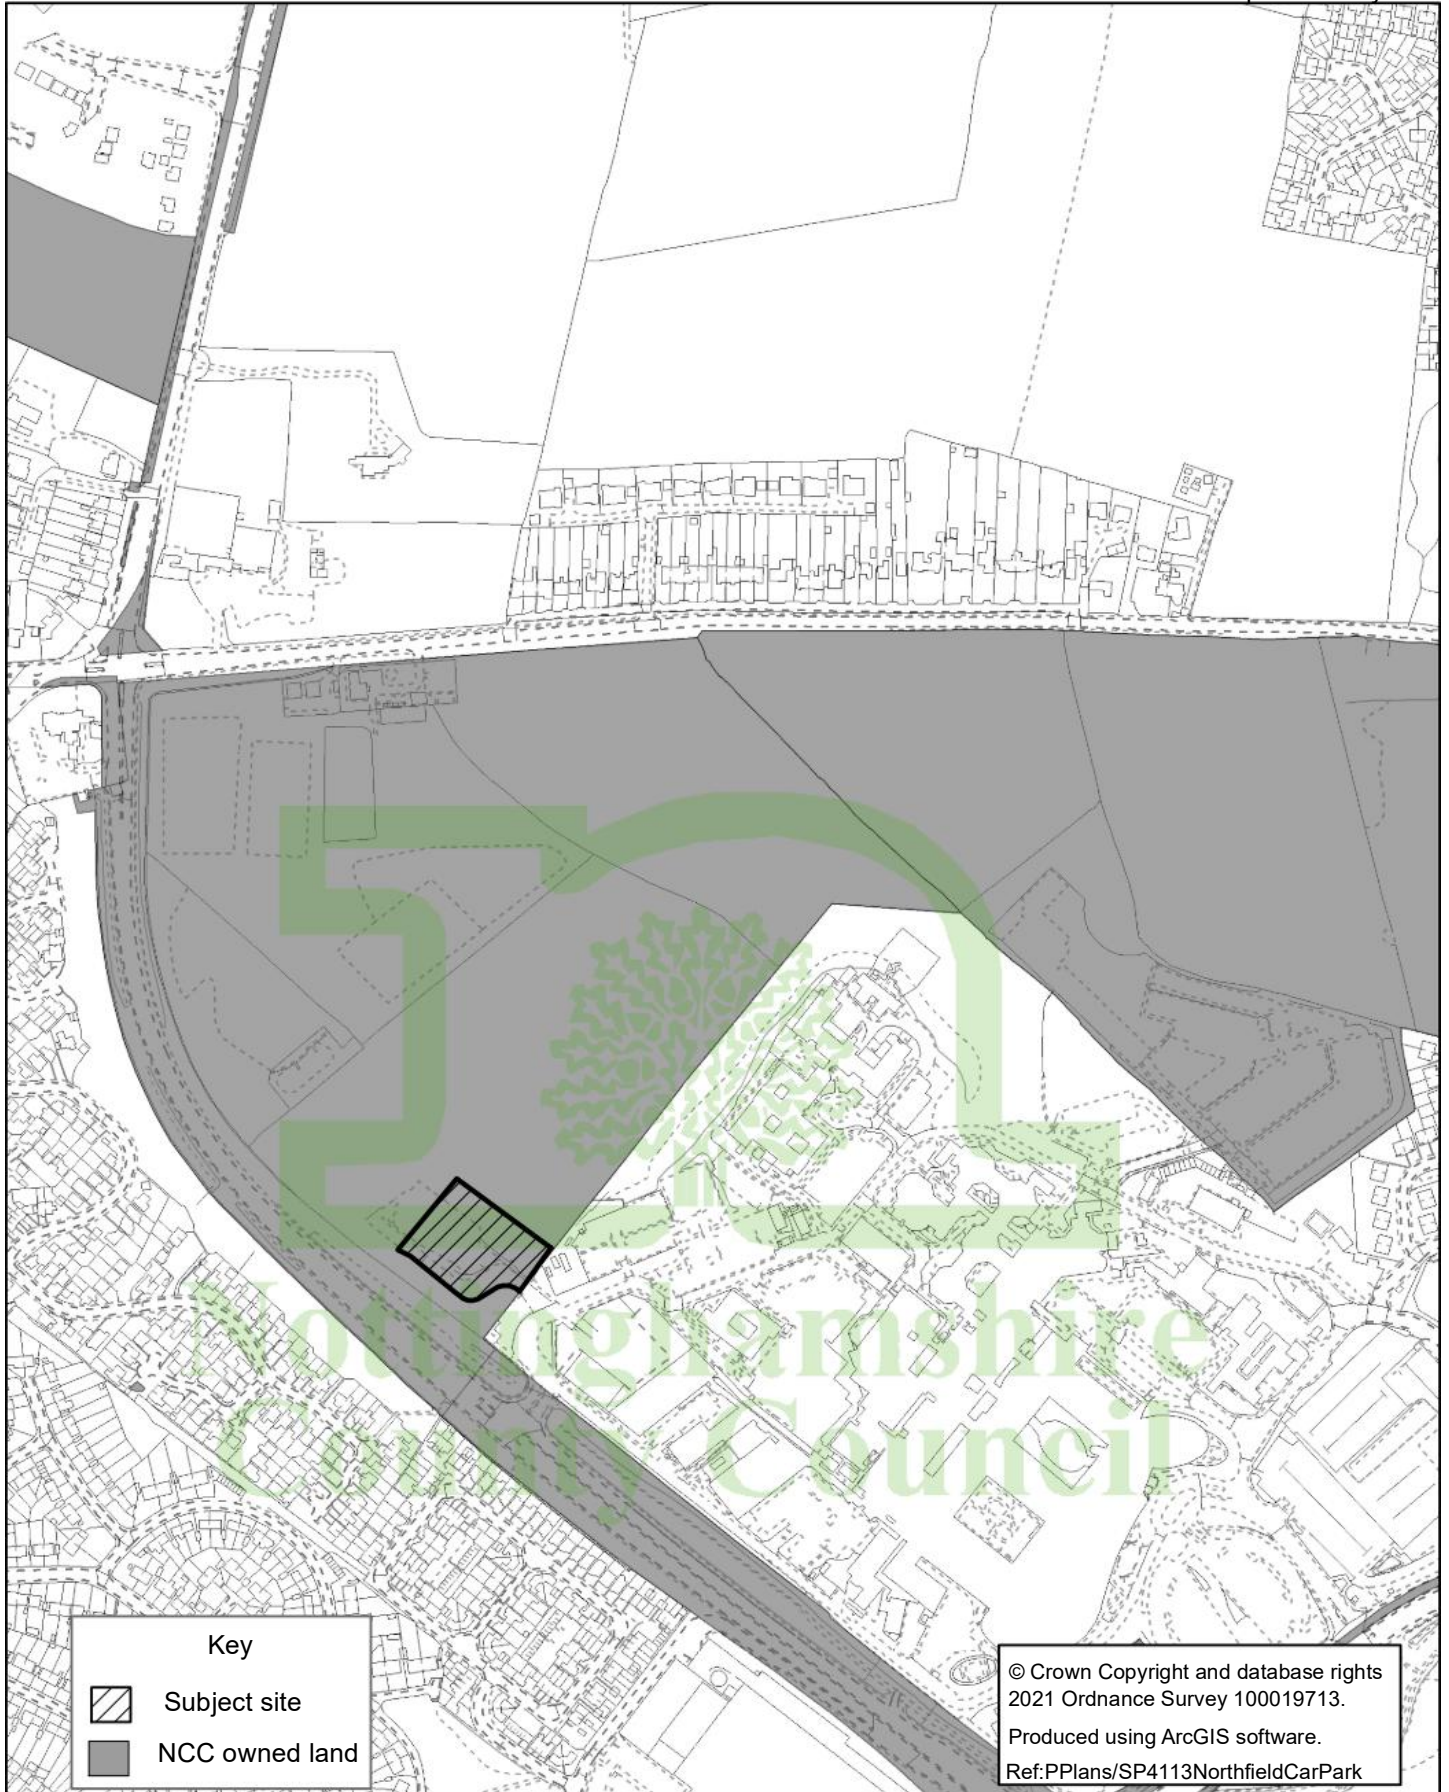 Nottinghamshire
County Council
Key
Subject site
NCC owned land
© Crown Copyright and database rights
2021 Ordnance Survey 100019713.
Produced using ArcGIS software.
Ref:PPlans/SP4113NorthfieldCarPark